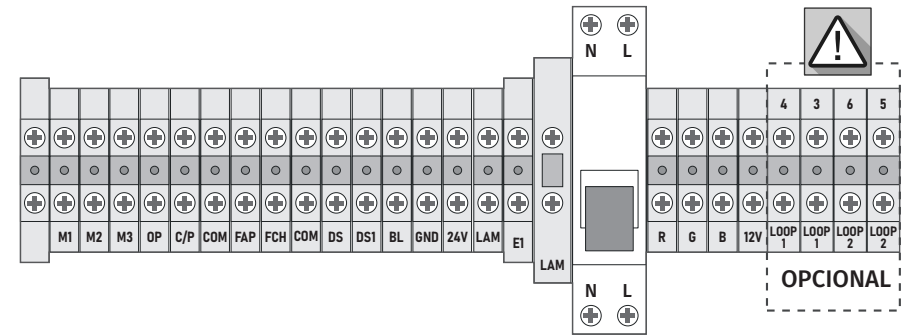 N L
4 3 6 5
M1 M2 M3 OP C/P COM FAP FCH COM DS DS1 BL GND 24V LAM E1
LAM
R G B 12V LOOP 1 LOOP 1 LOOP 2 LOOP 2
OPCIONAL
N L